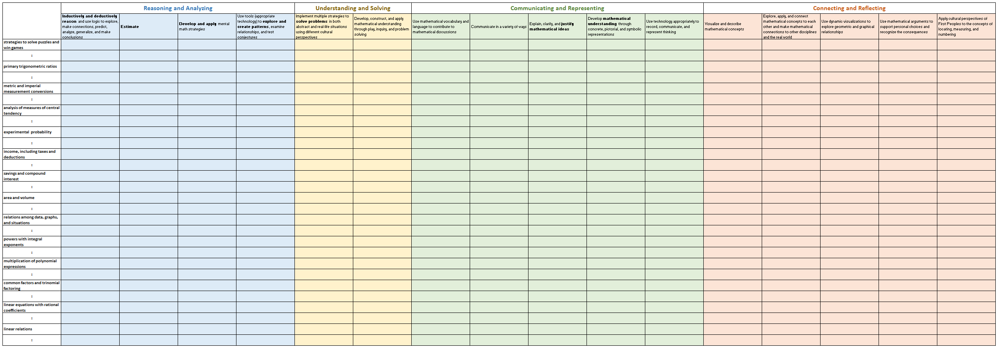 Reasoning and Analyzing
Understanding and Solving
Communicating and Representing
Connecting and Reflecting
Inductively and deductively
reason and use logic to explore,
make connections, predict,
analyze, generalize, and make
conclusions
Estimate
Develop and apply mental
math strategies
Use tools (appropriate
technology) to explore and
create patterns, examine
relationships, and test
conjectures
Implement multiple strategies to
solve problems in both
abstract and real-life situations
using different cultural
perspectives
Develop, construct, and apply
mathematical understanding
through play, inquiry, and problem
solving
Use mathematical vocabulary and
language to contribute to
mathematical discussions
Communicate in a variety of ways
Explain, clarify, and justify
mathematical ideas
Develop mathematical
understanding through
concrete, pictorial, and symbolic
representations
Use technology appropriately to
record, communicate, and
represent thinking
Visualize and describe
mathematical concepts
Explore, apply, and connect
mathematical concepts to each
other and make mathematical
connections to other disciplines
and the real world
Use dynamic visualizations to
explore geometric and graphical
relationships
Use mathematical arguments to
support personal choices and
recognize the consequences
Apply cultural perspectives of
First Peoples to the concepts of
locating, measuring, and
numbering
strategies to solve puzzles and
win games
:
primary trigonometric ratios
:
metric and imperial
measurement conversions
:
analysis of measures of central
tendency
:
experimental probability
:
income, including taxes and
deductions
:
savings and compound
interest
:
area and volume
:
relations among data, graphs,
and situations
:
powers with integral
exponents
:
multiplication of polynomial
expressions
:
common factors and trinomial
factoring
:
linear equations with rational
coefficients
:
linear relations
: